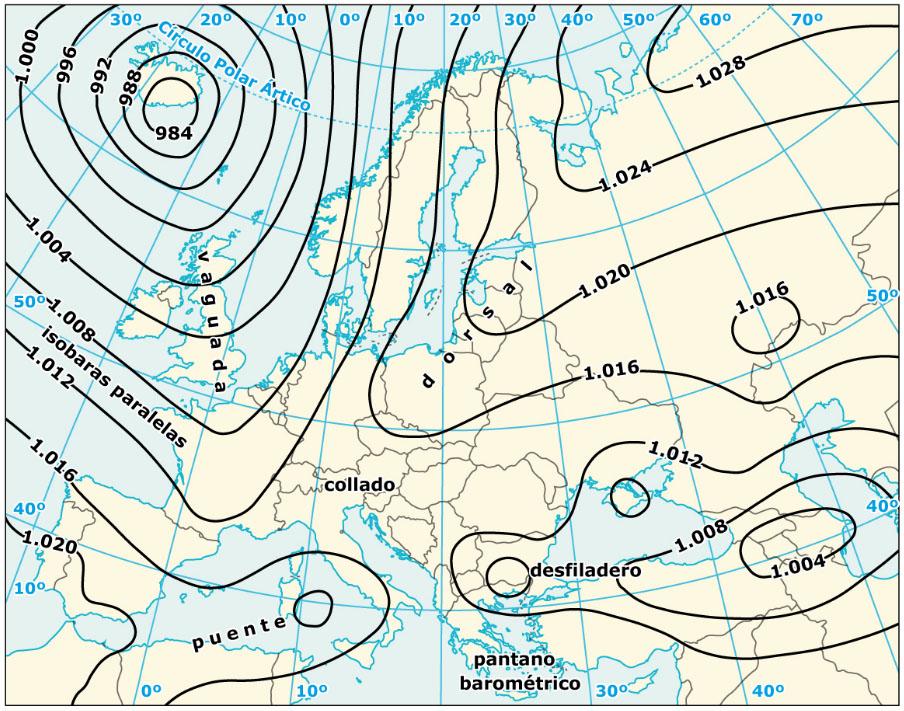 30º 20º 10º 0º 10º 20º 30º 40º 50º 60º 70º
Círculo Polar Ártico
1.000
996
992
988
984
1.028
1.024
1.004
vaguada
dorsal
1.020
1.016
50º
50º
1.008
isobaras paralelas
1.012
1.016
1.016
1.012
collado
40º
40º
1.020
1.008
1.004
desfiladero
10º
puente
pantano
barométrico
0º 10º 30º 40º